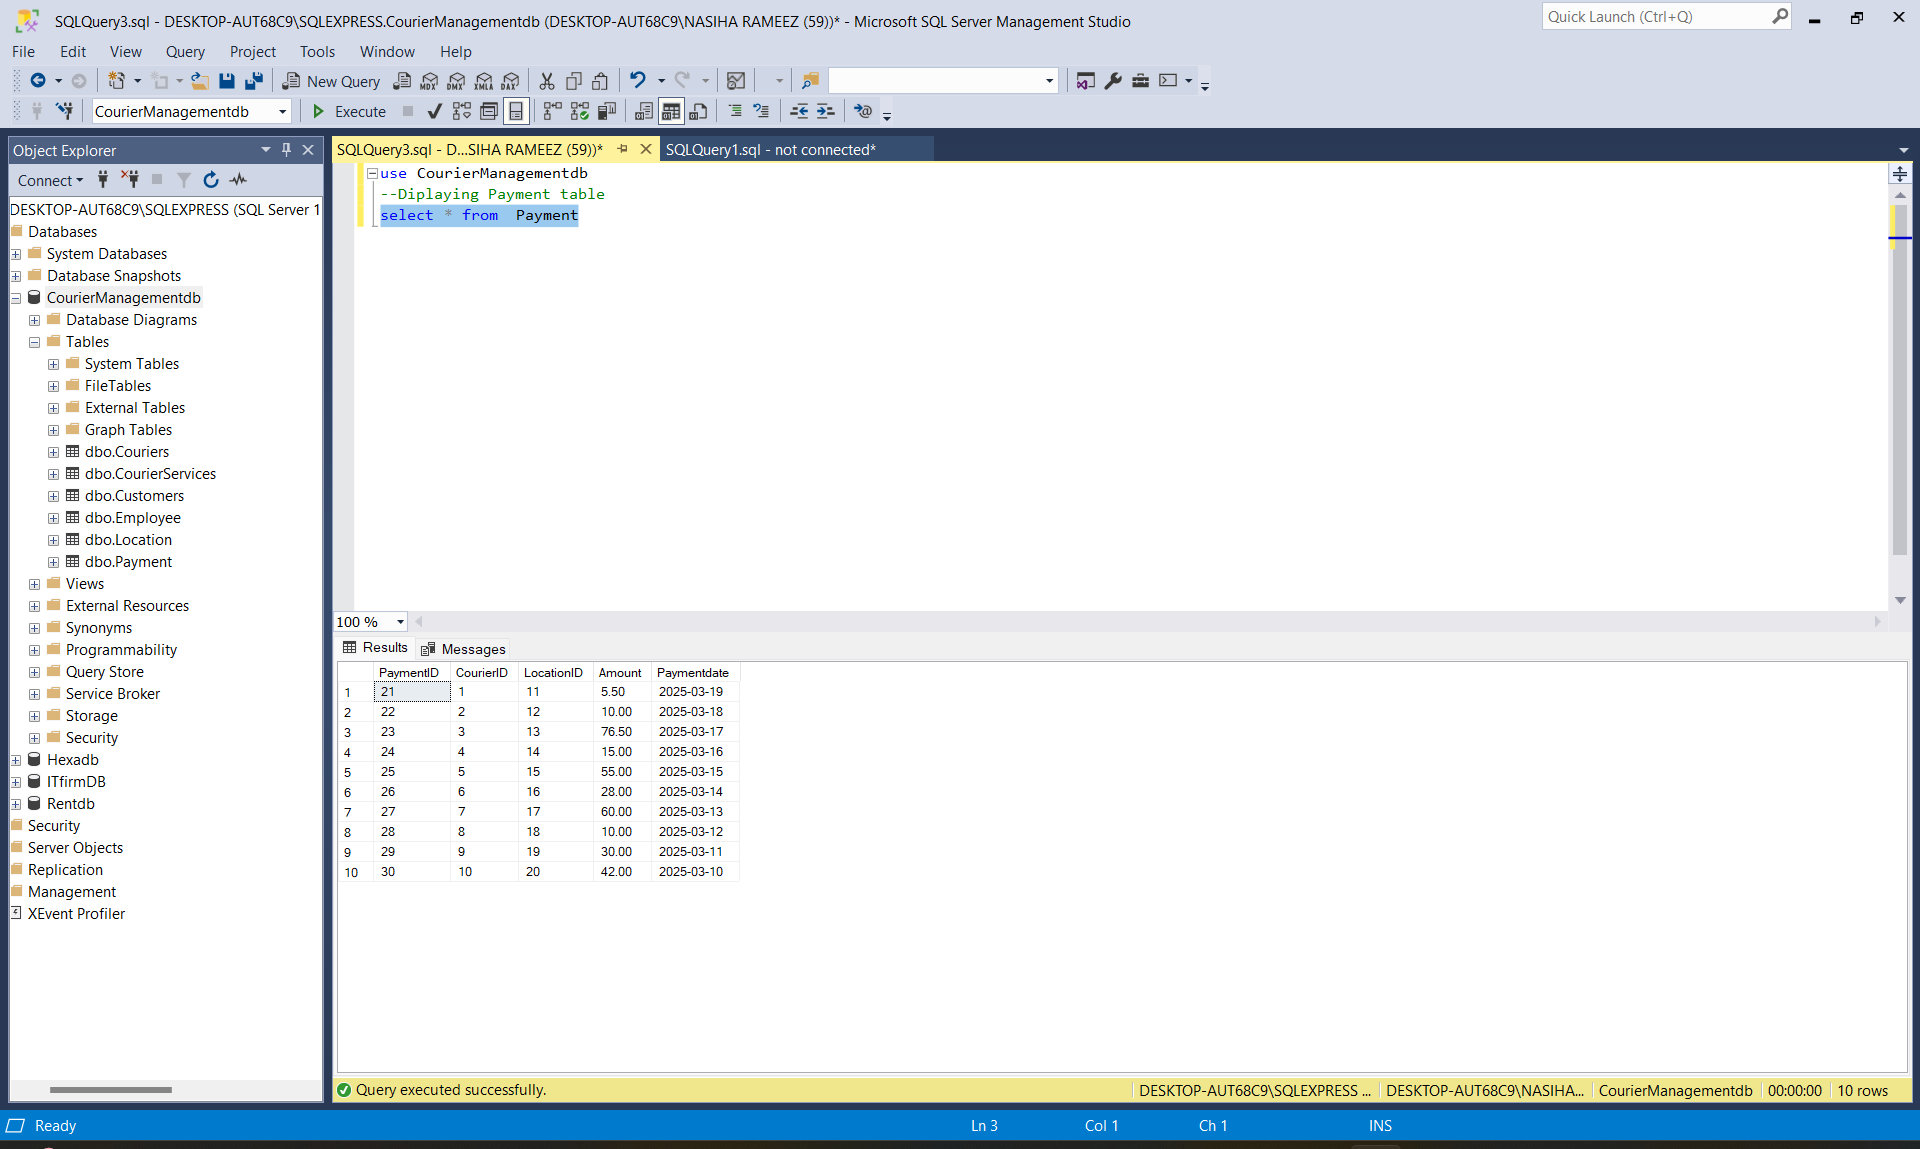 SQLQuery3.sql - DESKTOP-AUT68C9\SQLEXPRESS.CourierManagementdb (DESKTOP-AUT68C9\NASIHA RAMEEZ (59))* - Microsoft SQL Server Management Studio
Quick Launch (Ctrl+Q)
File Edit View Query Project Tools Window Help
New Query MDX DMX XMLA DAX
CourierManagementdb Execute
Object Explorer
Connect
DESKTOP-AUT68C9\SQLEXPRESS (SQL Server 1
Databases
System Databases
Database Snapshots
CourierManagementdb
Database Diagrams
Tables
System Tables
FileTables
External Tables
Graph Tables
dbo.Couriers
dbo.CourierServices
dbo.Customers
dbo.Employee
dbo.Location
dbo.Payment
Views
External Resources
Synonyms
Programmability
Query Store
Service Broker
Storage
Security
Hexadb
ITfirmDB
Rentdb
Security
Server Objects
Replication
Management
XEvent Profiler
SQLQuery3.sql - D...SIHA RAMEEZ (59))* SQLQuery1.sql - not connected*
use CourierManagementdb
--Diplaying Payment table
select * from  Payment
100 %
Results Messages
PaymentID CourierID LocationID Amount Paymentdate
1 21 1 11 5.50 2025-03-19
2 22 2 12 10.00 2025-03-18
3 23 3 13 76.50 2025-03-17
4 24 4 14 15.00 2025-03-16
5 25 5 15 55.00 2025-03-15
6 26 6 16 28.00 2025-03-14
7 27 7 17 60.00 2025-03-13
8 28 8 18 10.00 2025-03-12
9 29 9 19 30.00 2025-03-11
10 30 10 20 42.00 2025-03-10
Query executed successfully. DESKTOP-AUT68C9\SQLEXPRESS ... DESKTOP-AUT68C9\NASIHA... CourierManagementdb 00:00:00 10 rows
Ready Ln 3 Col 1 Ch 1 INS